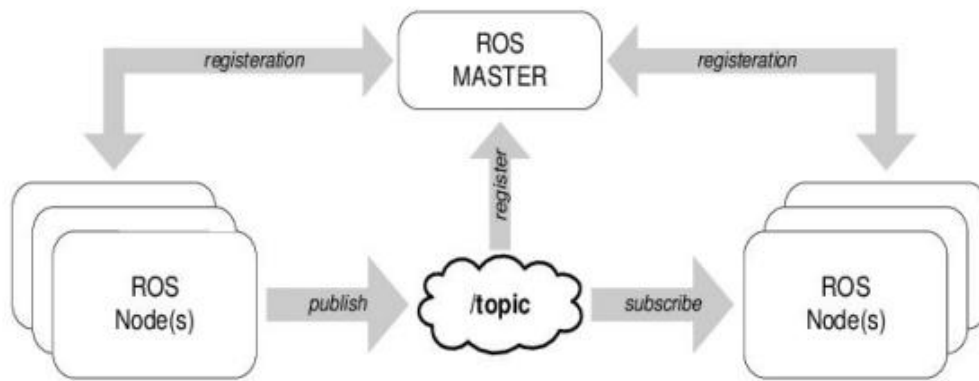 registeration
ROS
MASTER
registeration
register
ROS
Node(s)
publish
/topic
subscribe
ROS
Node(s)